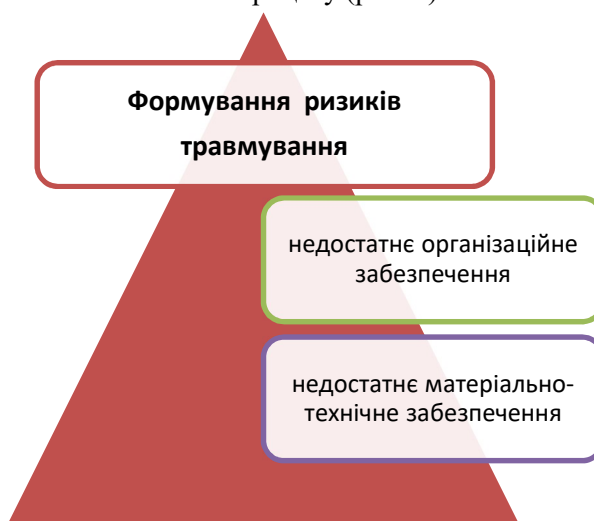 Формування ризиків
травмування
недостатнє організаційне
забезпечення
недостатнє матеріально-
технічне забезпечення